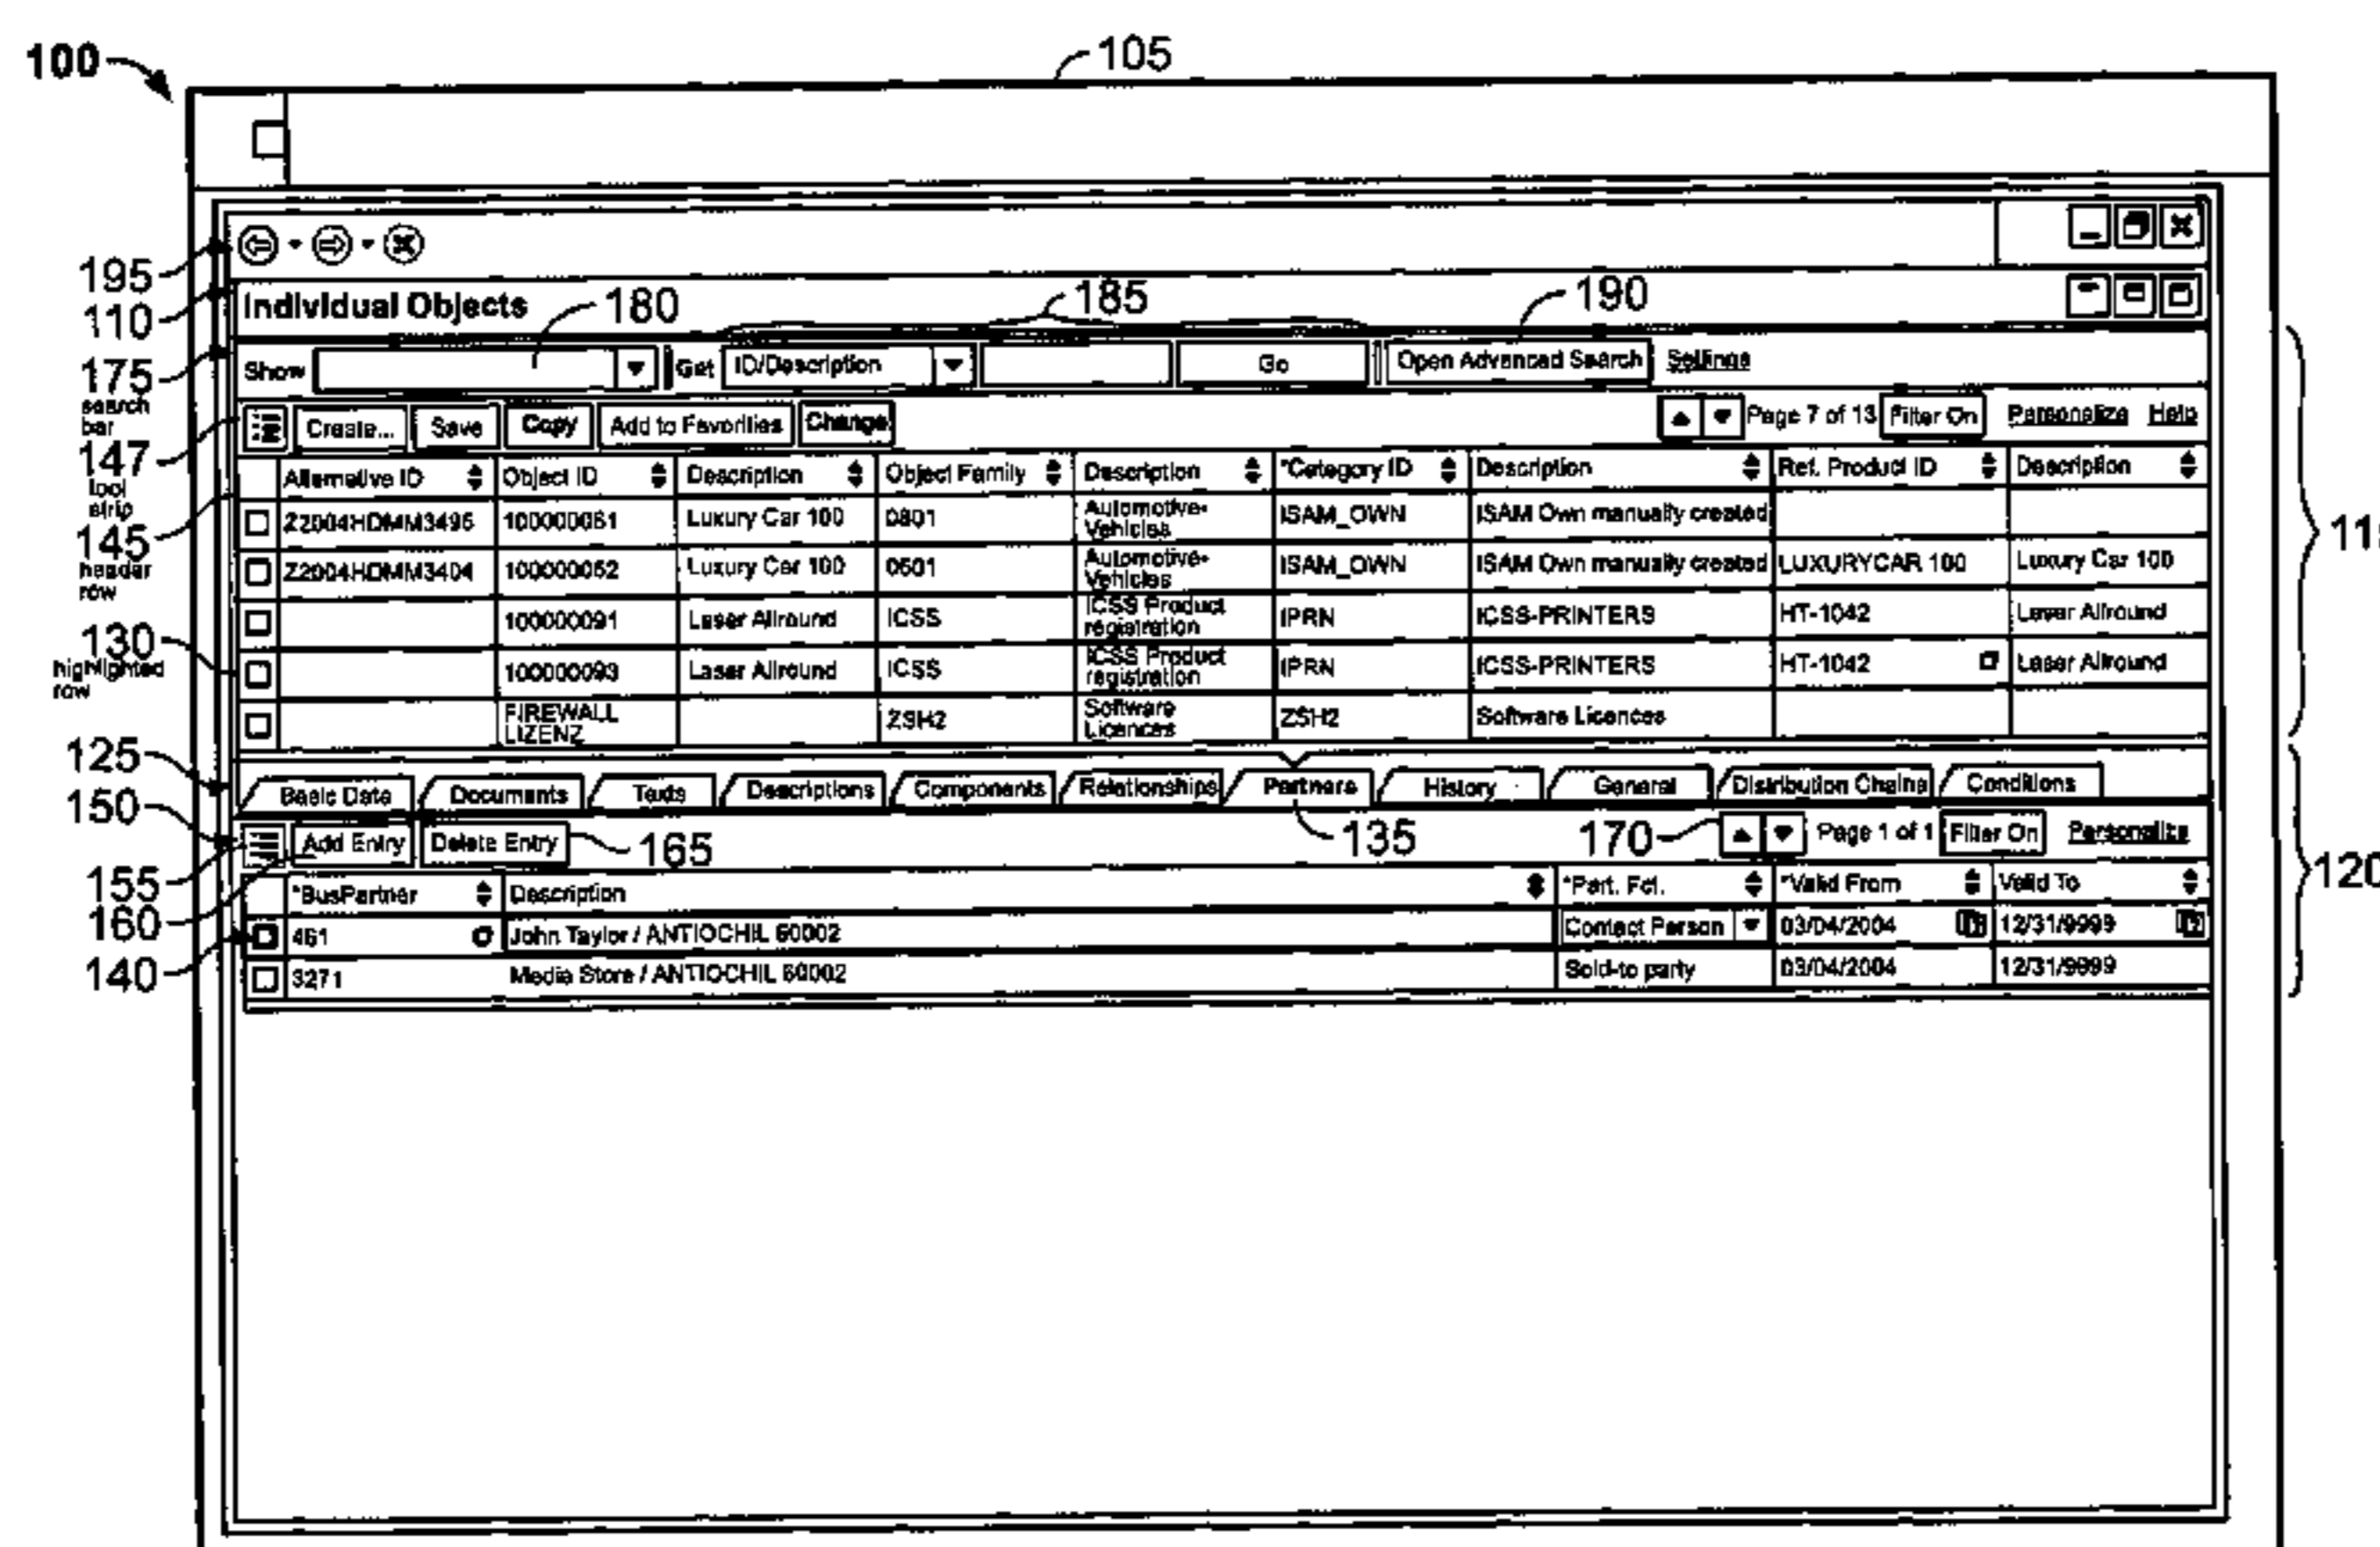 100
105
195
110
Individual Objects
180
185
190
175
search
bar
Show
Get ID/Description
Go
Open Advanced Search
Settings
147
tool
strip
Create...
Save
Copy
Add to Favorities
Change
Page 7 of 13
Filter On
Personalize
Help
145
header
row
Alternative ID Object ID Description Object Family Description *Category ID Description Ref. Product ID Description
Luxury Car 100 Automotive- ISAM_OWN ISAM Own manually created
Vehicles
Z2004HDMM3404 100000052 Luxury Car 100 Automotive- ISAM_OWN ISAM Own manually created LUXURYCAR 100 Luxury Car 100
Vehicles
100000091 Laser Allround ICSS ICSS Product IPRN ICSS-PRINTERS HT-1042 Laser Allround
registration
130
highlighted
row
100000093 Laser Allround ICSS ICSS Product IPRN ICSS-PRINTERS HT-1042 Laser Allround
registration
FIREWALL ZSH2 Software ZSH2 Software Licences
LIZENZ Licences
120
125
Basic Data Documents Texts Descriptions Components Relationships Partners History General Distribution Chains Conditions
150
Add Entry
Delete Entry
165
135
170
Page 1 of 1
Filter On
Personalize
155
*BusPartner Description *Part. Fct. *Valid From Valid To
160
461 John Taylor / ANTIOCHIL 60002 Contact Person 03/04/2004 12/31/9999
140
3271 Media Store / ANTIOCHIL 60002 Sold-to party 03/04/2004 12/31/9999